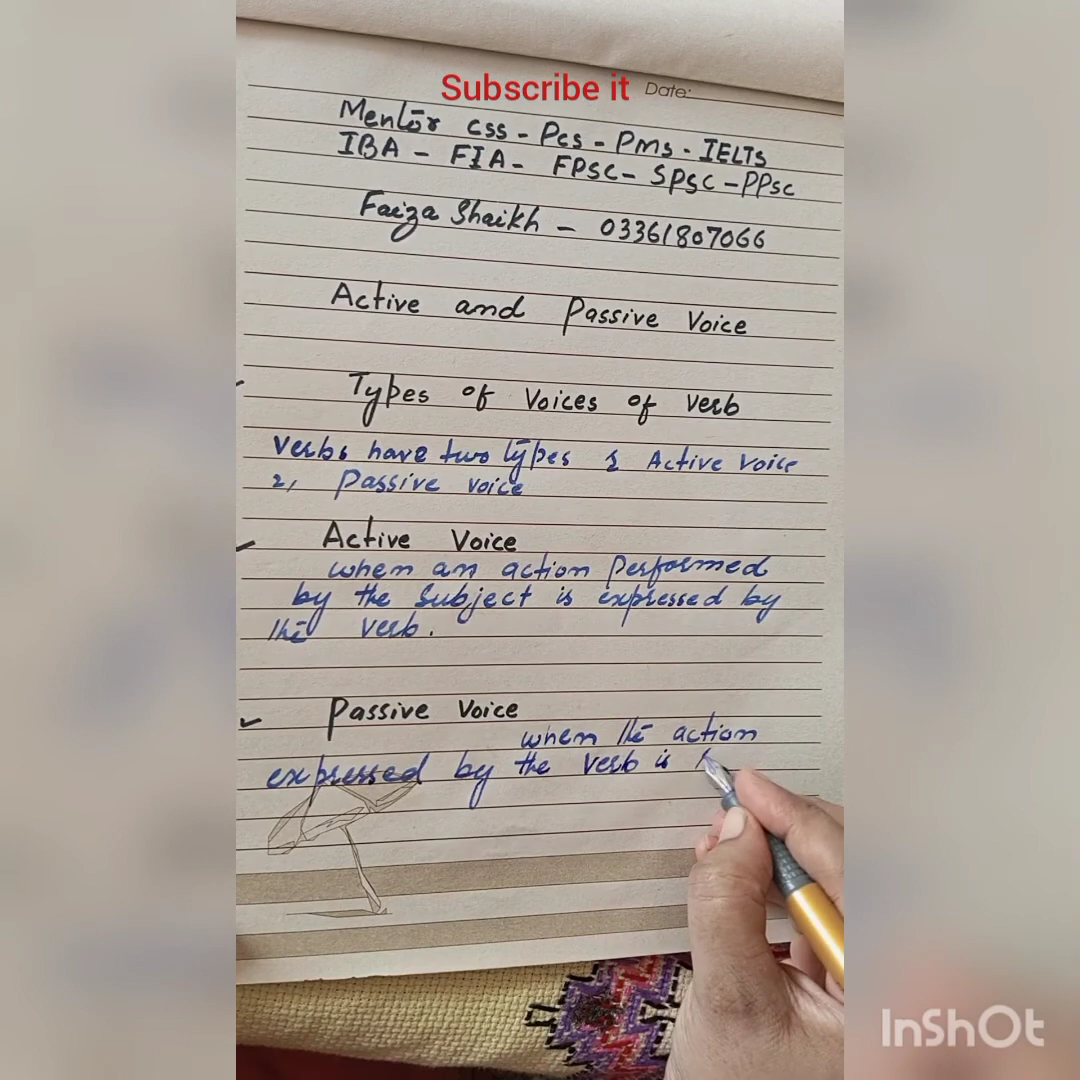 Subscribe it
Date:
Mentor CSS - PCS - PMS - IELTS
IBA - FIA - FPSC - SPSC - PPSC
Faiza Shaikh - 03361807066
Active and Passive Voice
Types of Voices of verb
Verbs have two types 1 Active voice
2, Passive voice
Active Voice
when an action performed
by the subject is expressed by
the verb.
Passive Voice
when the action
expressed by the verb is
InShOt